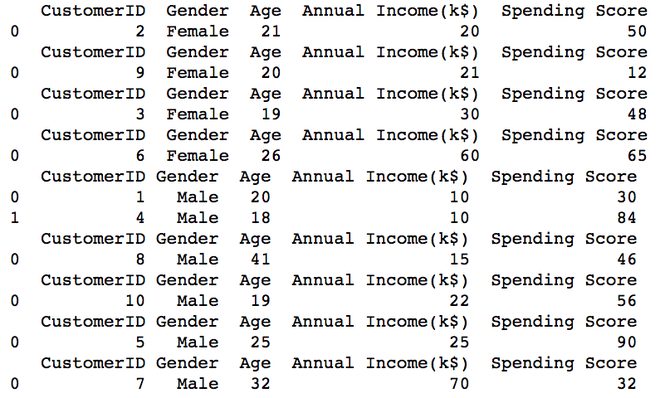 CustomerID Gender Age Annual Income(k$) Spending Score
0 2 Female 21 20 50
CustomerID Gender Age Annual Income(k$) Spending Score
0 9 Female 20 21 12
CustomerID Gender Age Annual Income(k$) Spending Score
0 3 Female 19 30 48
CustomerID Gender Age Annual Income(k$) Spending Score
0 6 Female 26 60 65
CustomerID Gender Age Annual Income(k$) Spending Score
0 1 Male 20 10 30
1 4 Male 18 10 84
CustomerID Gender Age Annual Income(k$) Spending Score
0 8 Male 41 15 46
CustomerID Gender Age Annual Income(k$) Spending Score
0 10 Male 19 22 56
CustomerID Gender Age Annual Income(k$) Spending Score
0 5 Male 25 25 90
CustomerID Gender Age Annual Income(k$) Spending Score
0 7 Male 32 70 32